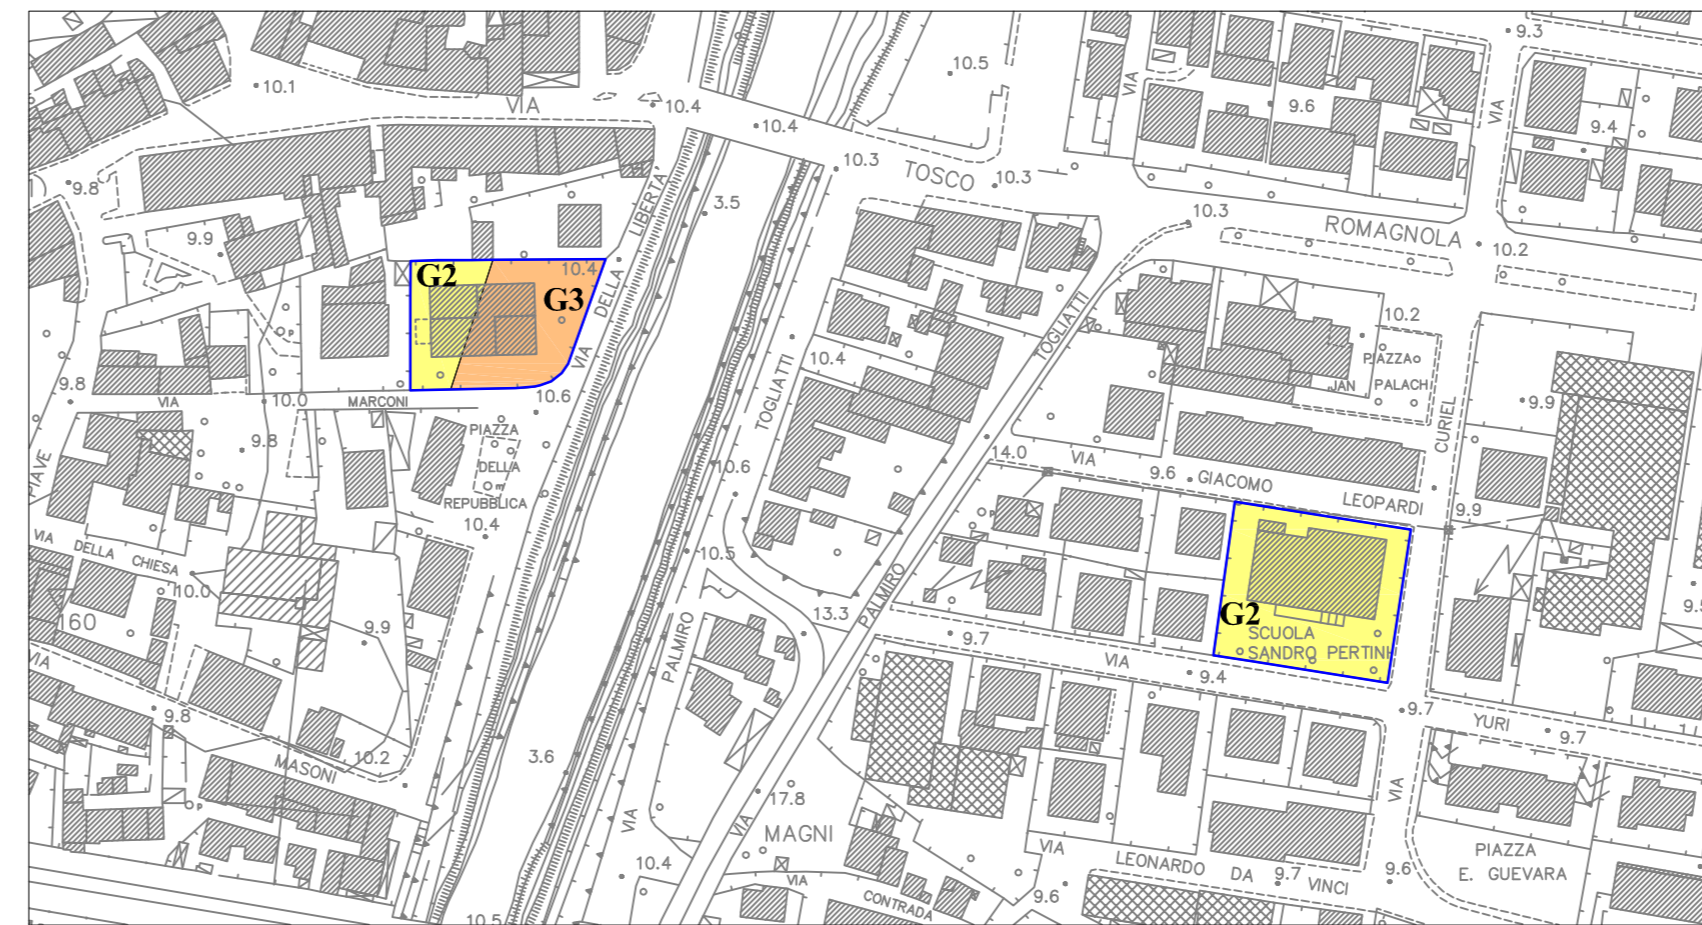 9.3
10.5
10.1
VIA
10.4
10.4
VIA
9.6
VIA
9.4
10.3
TOSCO
10.3
9.8
LIBERTA'
3.5
10.3
ROMAGNOLA
10.2
9.9
G2
10.4
G3
DELLA
VIA
TOGLIATTI
10.2
PIAZZA
JAN PALACH
10.4
TOGLIATTI
9.8
VIA
10.0
MARCONI
10.6
9.9
CURIEL
PIAZZA
DELLA
REPUBBLICA
9.8
PIAVE
10.6
14.0
VIA
9.6
GIACOMO
LEOPARDI
9.9
10.4
VIA DELLA CHIESA
10.0
10.5
160
9.9
13.3
PALMIRO
PALMIRO
G2
SCUOLA
SANDRO PERTINI
9.7
VIA
9.4
VIA
9.8
9.7
YURI
9.7
MASONI
10.2
3.6
17.8
VIA
VIA
VIA
MAGNI
10.4
VIA
LEONARDO DA VINCI
9.7
9.6
9.6
PIAZZA
E. GUEVARA
VIA
CONTRADA
10.5